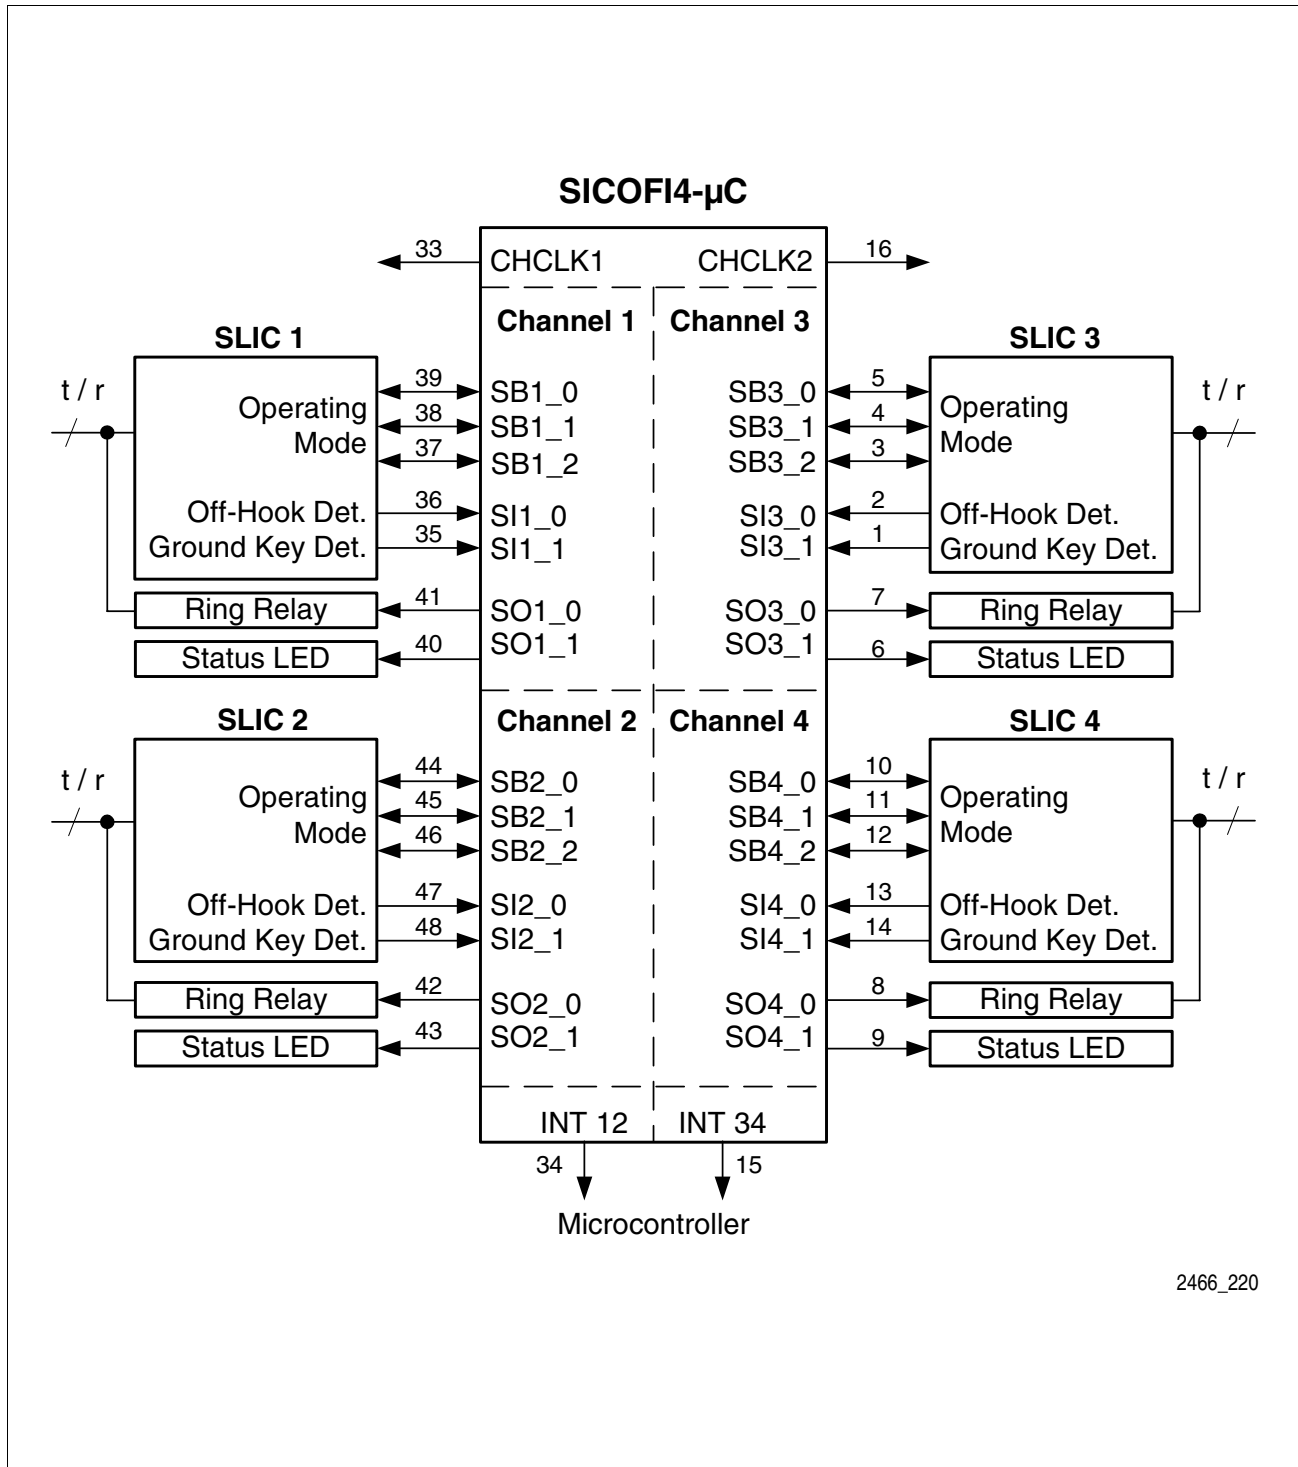 SICOFI4-µC
33 CHCLK1 CHCLK2 16
Channel 1 Channel 3
SLIC 1 SLIC 3
t / r t / r
39 SB1_0 SB3_0 5
Operating Operating
38 SB1_1 SB3_1 4
Mode Mode
37 SB1_2 SB3_2 3
Off-Hook Det. 36 SI1_0 SI3_0 2 Off-Hook Det.
Ground Key Det. 35 SI1_1 SI3_1 1 Ground Key Det.
Ring Relay 41 SO1_0 SO3_0 7 Ring Relay
Status LED 40 SO1_1 SO3_1 6 Status LED
SLIC 2 Channel 2 Channel 4 SLIC 4
t / r t / r
44 SB2_0 SB4_0 10
Operating Operating
45 SB2_1 SB4_1 11
Mode Mode
46 SB2_2 SB4_2 12
Off-Hook Det. 47 SI2_0 SI4_0 13 Off-Hook Det.
Ground Key Det. 48 SI2_1 SI4_1 14 Ground Key Det.
Ring Relay 42 SO2_0 SO4_0 8 Ring Relay
Status LED 43 SO2_1 SO4_1 9 Status LED
INT 12 INT 34
34 15
Microcontroller
2466_220